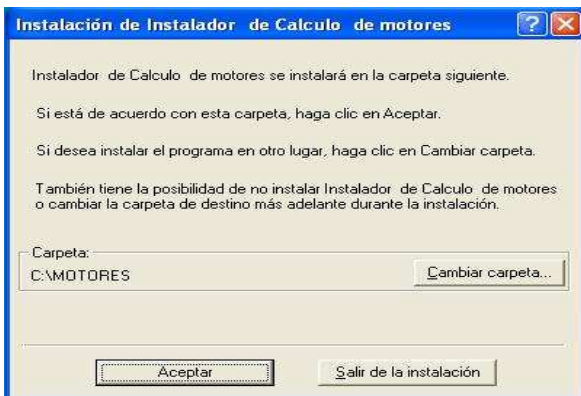 Instalación de Instalador de Calculo de motores
Instalador de Calculo de motores se instalará en la carpeta siguiente.
Si está de acuerdo con esta carpeta, haga clic en Aceptar.
Si desea instalar el programa en otro lugar, haga clic en Cambiar carpeta.
También tiene la posibilidad de no instalar Instalador de Calculo de motores
o cambiar la carpeta de destino más adelante durante la instalación.
Carpeta:
C:\MOTORES
Cambiar carpeta...
Aceptar
Salir de la instalación